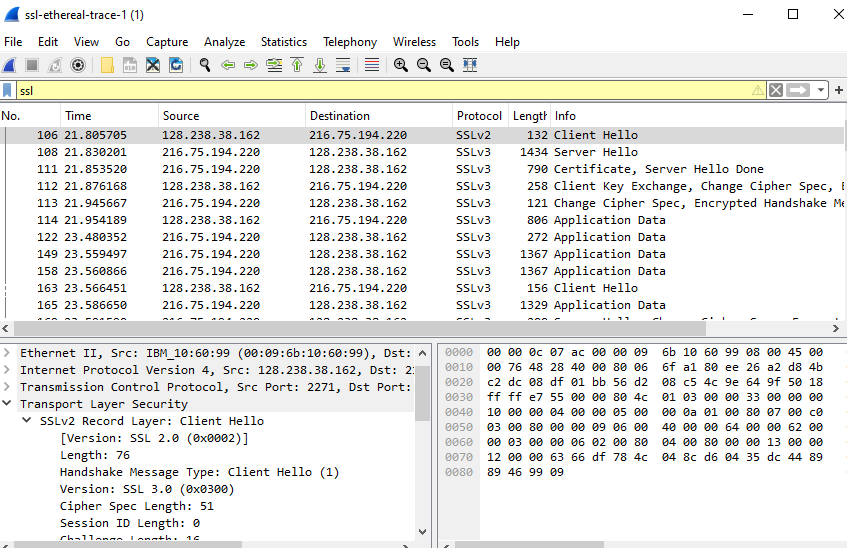 ssl-ethereal-trace-1 (1)
File Edit View Go Capture Analyze Statistics Telephony Wireless Tools Help
ssl
No. Time Source Destination Protocol Length Info
106 21.805705 128.238.38.162 216.75.194.220 SSLv2 132 Client Hello
108 21.830201 216.75.194.220 128.238.38.162 SSLv3 1434 Server Hello
111 21.853520 216.75.194.220 128.238.38.162 SSLv3 790 Certificate, Server Hello Done
112 21.876168 128.238.38.162 216.75.194.220 SSLv3 258 Client Key Exchange, Change Cipher Spec,
113 21.945667 216.75.194.220 128.238.38.162 SSLv3 121 Change Cipher Spec, Encrypted Handshake
114 21.954189 128.238.38.162 216.75.194.220 SSLv3 806 Application Data
122 23.480352 216.75.194.220 128.238.38.162 SSLv3 272 Application Data
149 23.559497 216.75.194.220 128.238.38.162 SSLv3 1367 Application Data
158 23.560866 216.75.194.220 128.238.38.162 SSLv3 1367 Application Data
163 23.566451 128.238.38.162 216.75.194.220 SSLv3 156 Client Hello
165 23.586650 216.75.194.220 128.238.38.162 SSLv3 1329 Application Data
Ethernet II, Src: IBM_10:60:99 (00:09:6b:10:60:99), Dst:
Internet Protocol Version 4, Src: 128.238.38.162, Dst:
Transmission Control Protocol, Src Port: 2271, Dst Port:
Transport Layer Security
SSLv2 Record Layer: Client Hello
[Version: SSL 2.0 (0x0002)]
Length: 76
Handshake Message Type: Client Hello (1)
Version: SSL 3.0 (0x0300)
Cipher Spec Length: 51
Session ID Length: 0
Challenge Length: 16
0000 00 00 0c 07 ac 00 00 09 6b 10 60 99 08 00 45 00
0010 00 76 48 28 40 00 80 06 6f a1 80 ee 26 a2 d8 4b
0020 c2 dc 08 df 01 bb 56 d2 08 c5 4c 9e 64 9f 50 18
0030 ff ff e7 55 00 00 80 4c 01 03 00 00 33 00 00 00
0040 10 00 00 04 00 00 05 00 00 0a 01 00 80 07 00 c0
0050 03 00 80 00 00 09 06 00 40 00 00 64 00 00 62 00
0060 00 03 00 00 06 02 00 80 04 00 80 00 00 13 00 00
0070 12 00 00 63 66 df 78 4c 04 8c d6 04 35 dc 44 89
0080 89 46 99 09